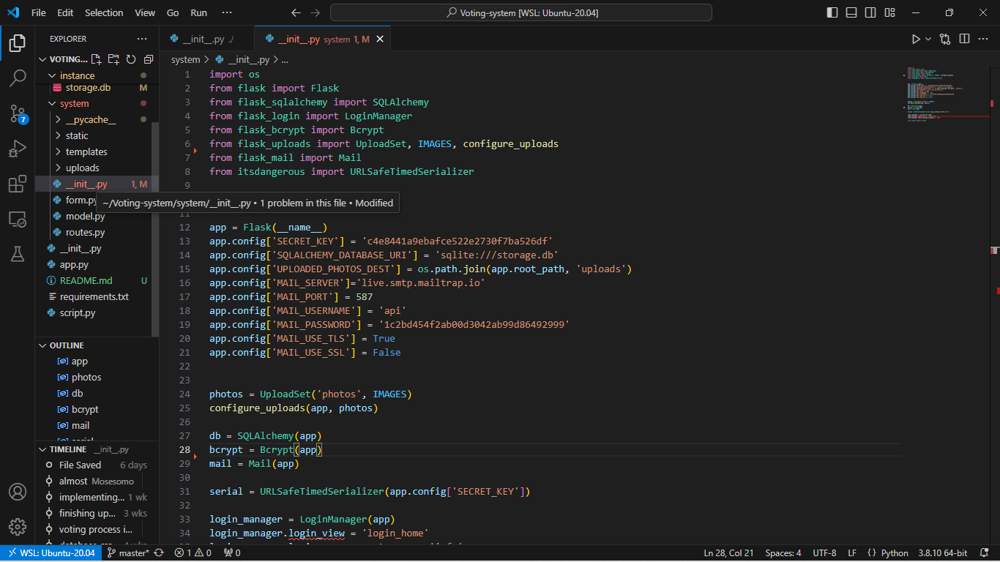 File Edit Selection View Go Run ··· Voting-system [WSL: Ubuntu-20.04]
EXPLORER ···
VOTING...
instance
storage.db M
system
__pycache__
static
templates
uploads
__init__.py 1, M
form.py
model.py
routes.py
__init__.py
app.py
README.md U
requirements.txt
script.py
OUTLINE
app
photos
db
bcrypt
mail
serial
TIMELINE __init__.py
File Saved 6 days
almost Mosesomo
implementing... 1 wk
finishing up... 3 wks
voting process i...
__init__.py ./
__init__.py system 1, M
system > __init__.py > ...
~/Voting-system/system/__init__.py • 1 problem in this file • Modified
1 import os
2 from flask import Flask
3 from flask_sqlalchemy import SQLAlchemy
4 from flask_login import LoginManager
5 from flask_bcrypt import Bcrypt
6 from flask_uploads import UploadSet, IMAGES, configure_uploads
7 from flask_mail import Mail
8 from itsdangerous import URLSafeTimedSerializer
9
11
12 app = Flask(__name__)
13 app.config['SECRET_KEY'] = 'c4e8441a9ebafce522e2730f7ba526df'
14 app.config['SQLALCHEMY_DATABASE_URI'] = 'sqlite:///storage.db'
15 app.config['UPLOADED_PHOTOS_DEST'] = os.path.join(app.root_path, 'uploads')
16 app.config['MAIL_SERVER']='live.smtp.mailtrap.io'
17 app.config['MAIL_PORT'] = 587
18 app.config['MAIL_USERNAME'] = 'api'
19 app.config['MAIL_PASSWORD'] = '1c2bd454f2ab00d3042ab99d86492999'
20 app.config['MAIL_USE_TLS'] = True
21 app.config['MAIL_USE_SSL'] = False
22
23
24 photos = UploadSet('photos', IMAGES)
25 configure_uploads(app, photos)
26
27 db = SQLAlchemy(app)
28 bcrypt = Bcrypt(app)
29 mail = Mail(app)
30
31 serial = URLSafeTimedSerializer(app.config['SECRET_KEY'])
32
33 login_manager = LoginManager(app)
34 login_manager.login_view = 'login_home'
7
WSL: Ubuntu-20.04 master* 1 0 0 Ln 28, Col 21 Spaces: 4 UTF-8 LF {} Python 3.8.10 64-bit